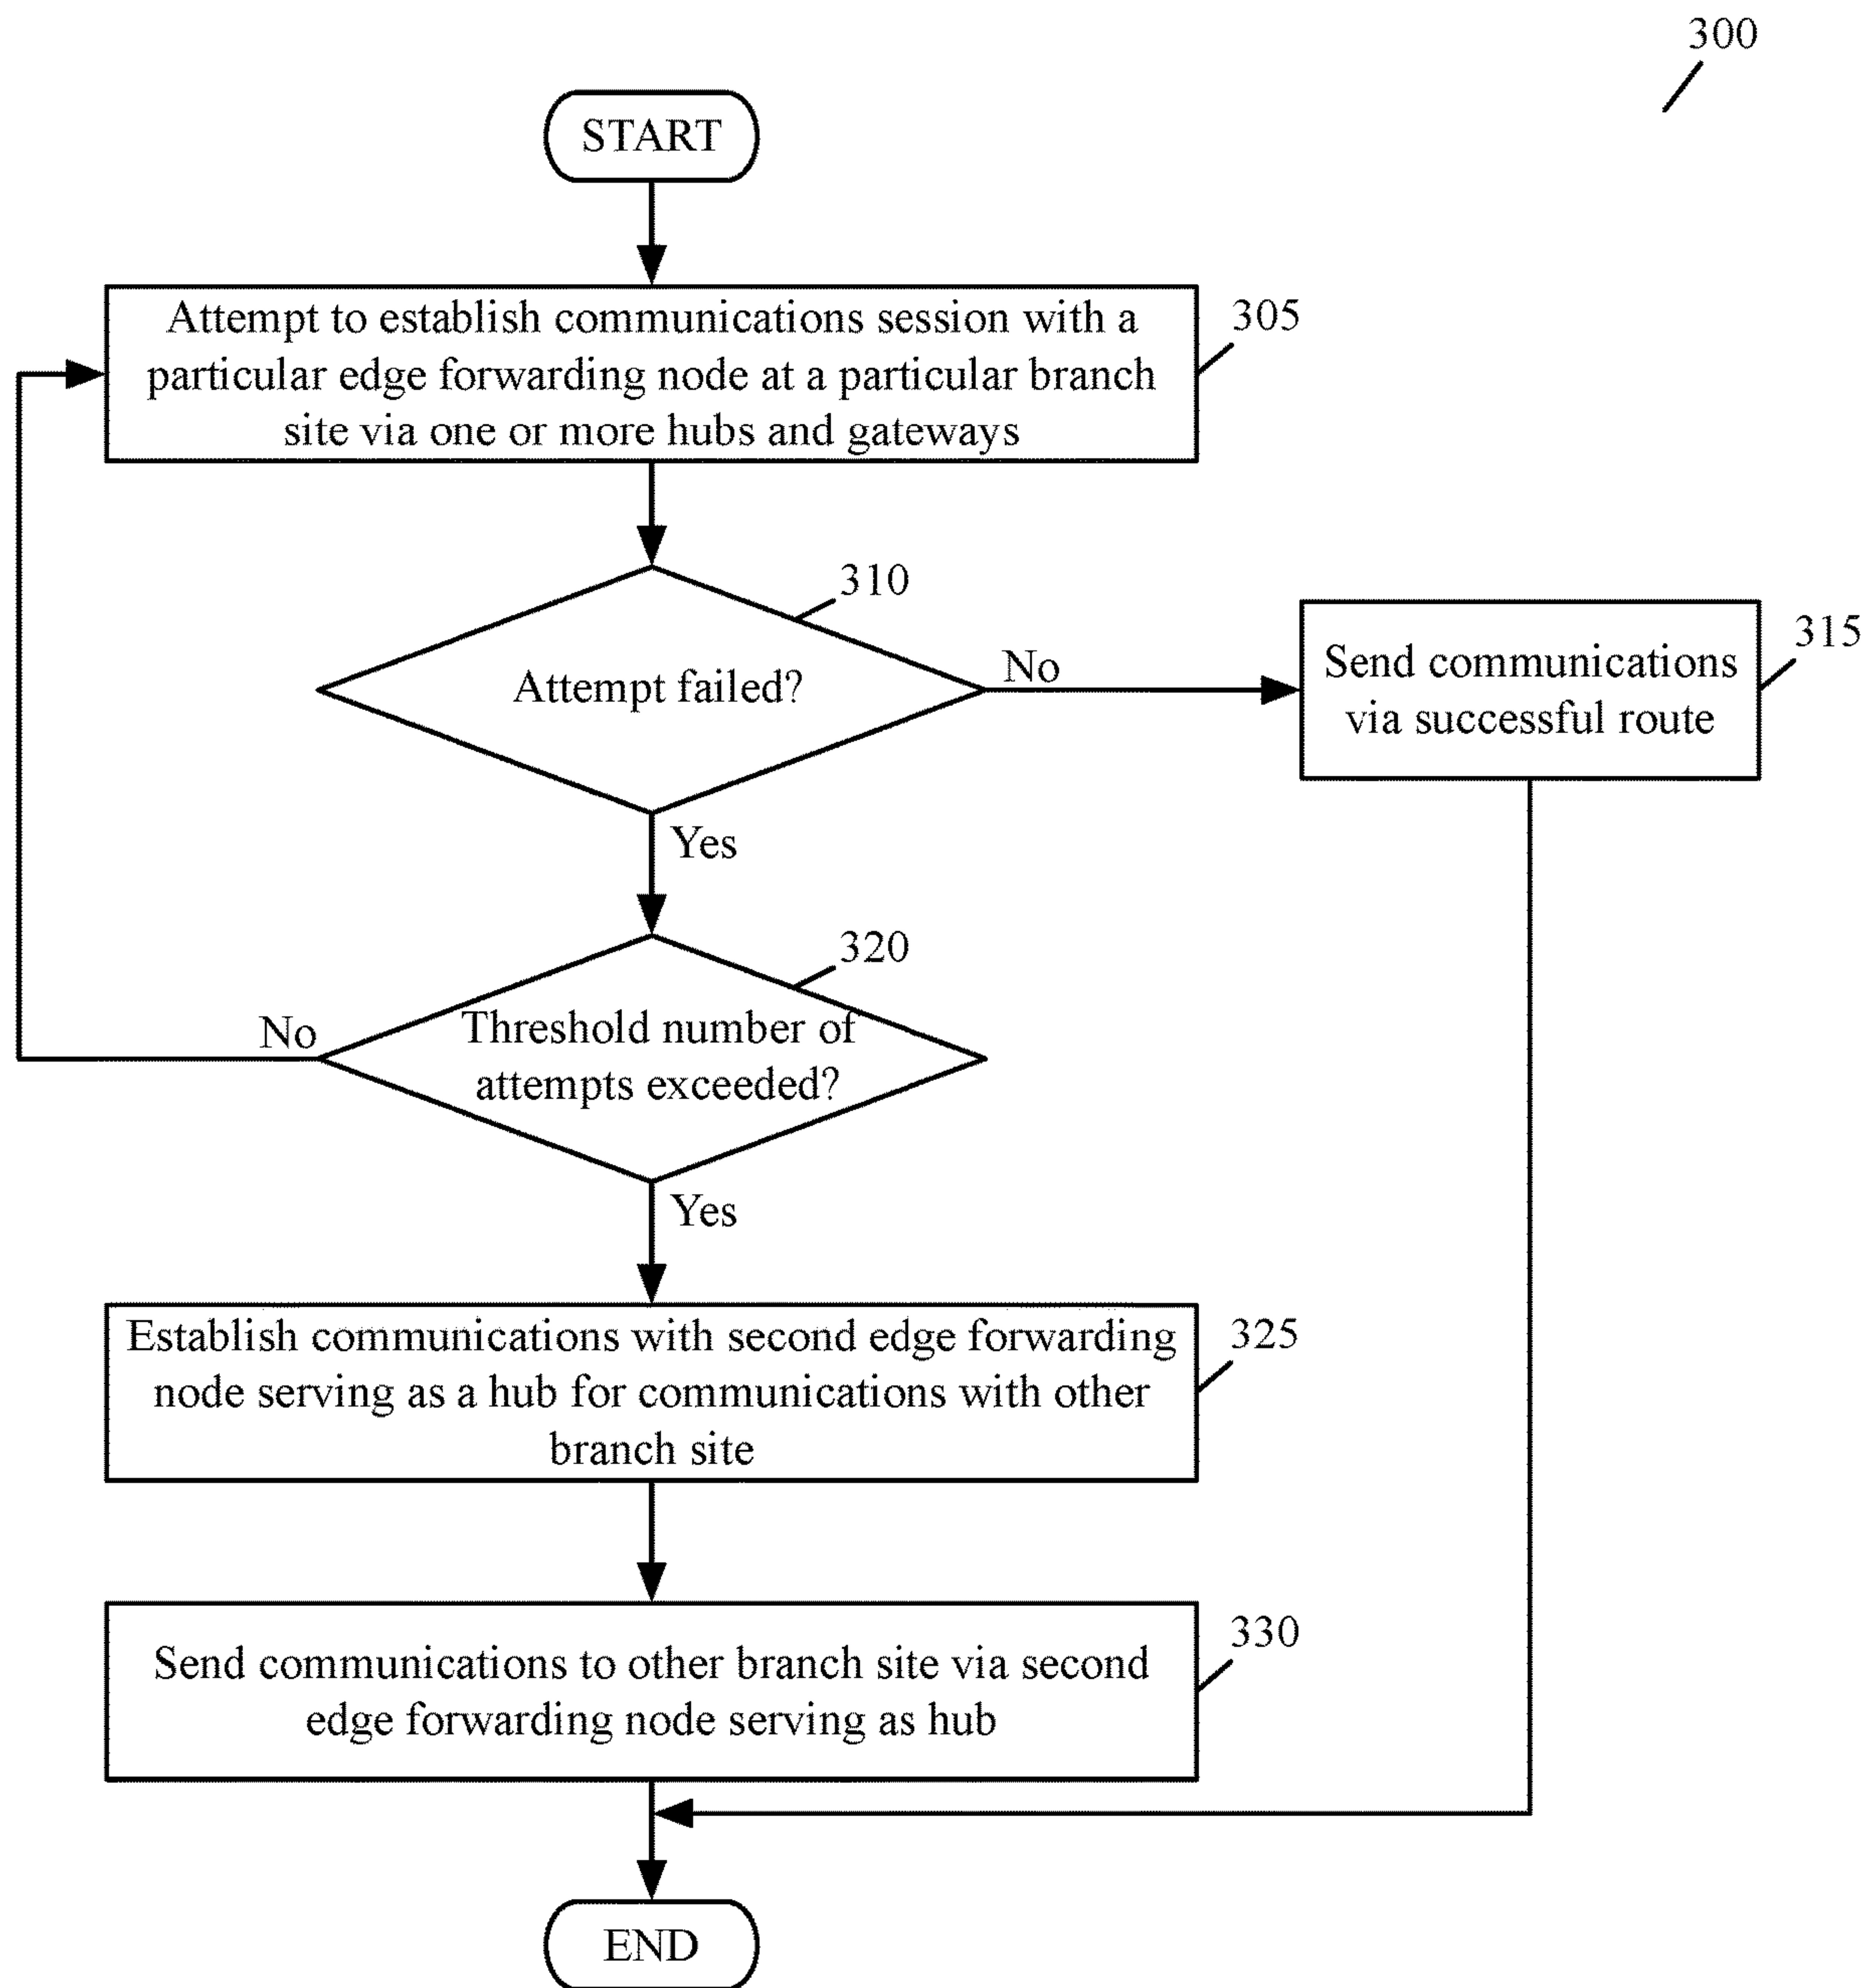 300
START
Attempt to establish communications session with a
particular edge forwarding node at a particular branch
site via one or more hubs and gateways
305
310
Attempt failed?
No
Send communications
via successful route
315
Yes
320
Threshold number of
attempts exceeded?
No
Yes
Establish communications with second edge forwarding
node serving as a hub for communications with other
branch site
325
Send communications to other branch site via second
edge forwarding node serving as hub
330
END